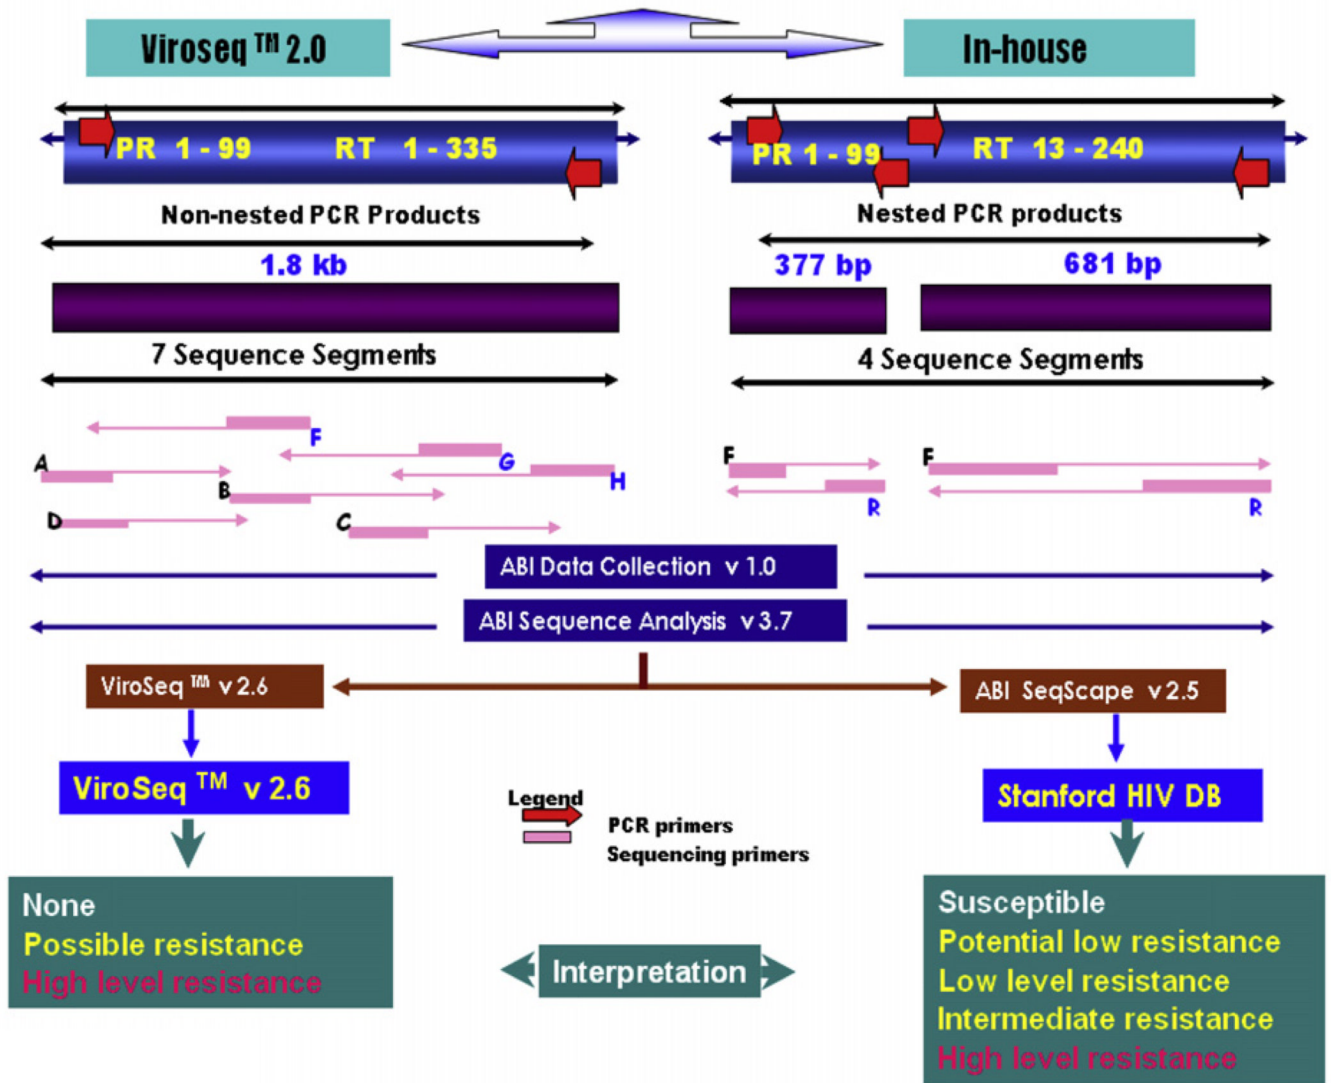 Viroseq ™ 2.0
In-house
PR 1 - 99 RT 1 - 335
PR 1 - 99 RT 13 - 240
Non-nested PCR Products
Nested PCR products
1.8 kb
377 bp
681 bp
7 Sequence Segments
4 Sequence Segments
F
G
H
A
B
D
C
F
R
F
R
ABI Data Collection v 1.0
ABI Sequence Analysis v 3.7
ViroSeq ™ v 2.6
ABI SeqScape v 2.5
ViroSeq ™ v 2.6
Stanford HIV DB
Legend
PCR primers
Sequencing primers
None
Possible resistance
High level resistance
Interpretation
Susceptible
Potential low resistance
Low level resistance
Intermediate resistance
High level resistance